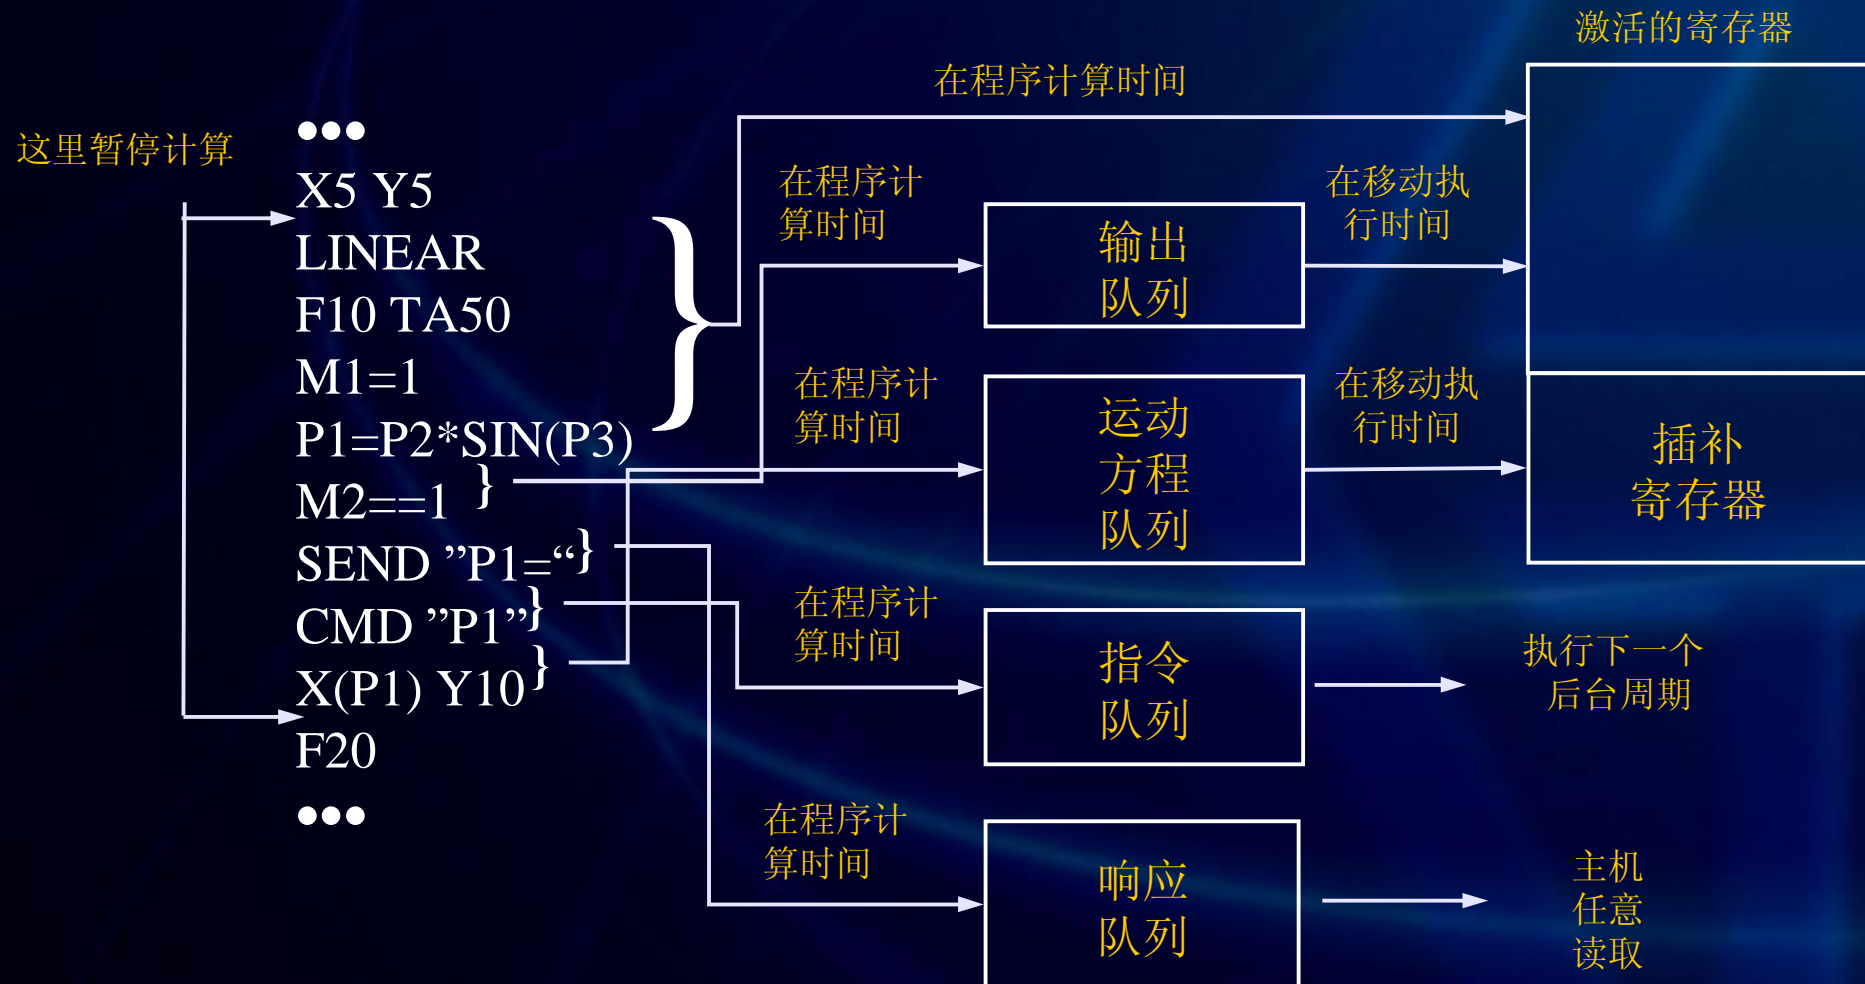 激活的寄存器
在程序计算时间
这里暂停计算
●●●
X5 Y5
LINEAR
F10 TA50
M1=1
P1=P2*SIN(P3)
M2==1 }
SEND ”P1=“}
CMD ”P1”}
X(P1) Y10}
F20
●●●
}
在程序计
算时间
输出
队列
在移动执
行时间
在程序计
算时间
运动
方程
队列
在移动执
行时间
插补
寄存器
在程序计
算时间
指令
队列
执行下一个
后台周期
在程序计
算时间
响应
队列
主机
任意
读取